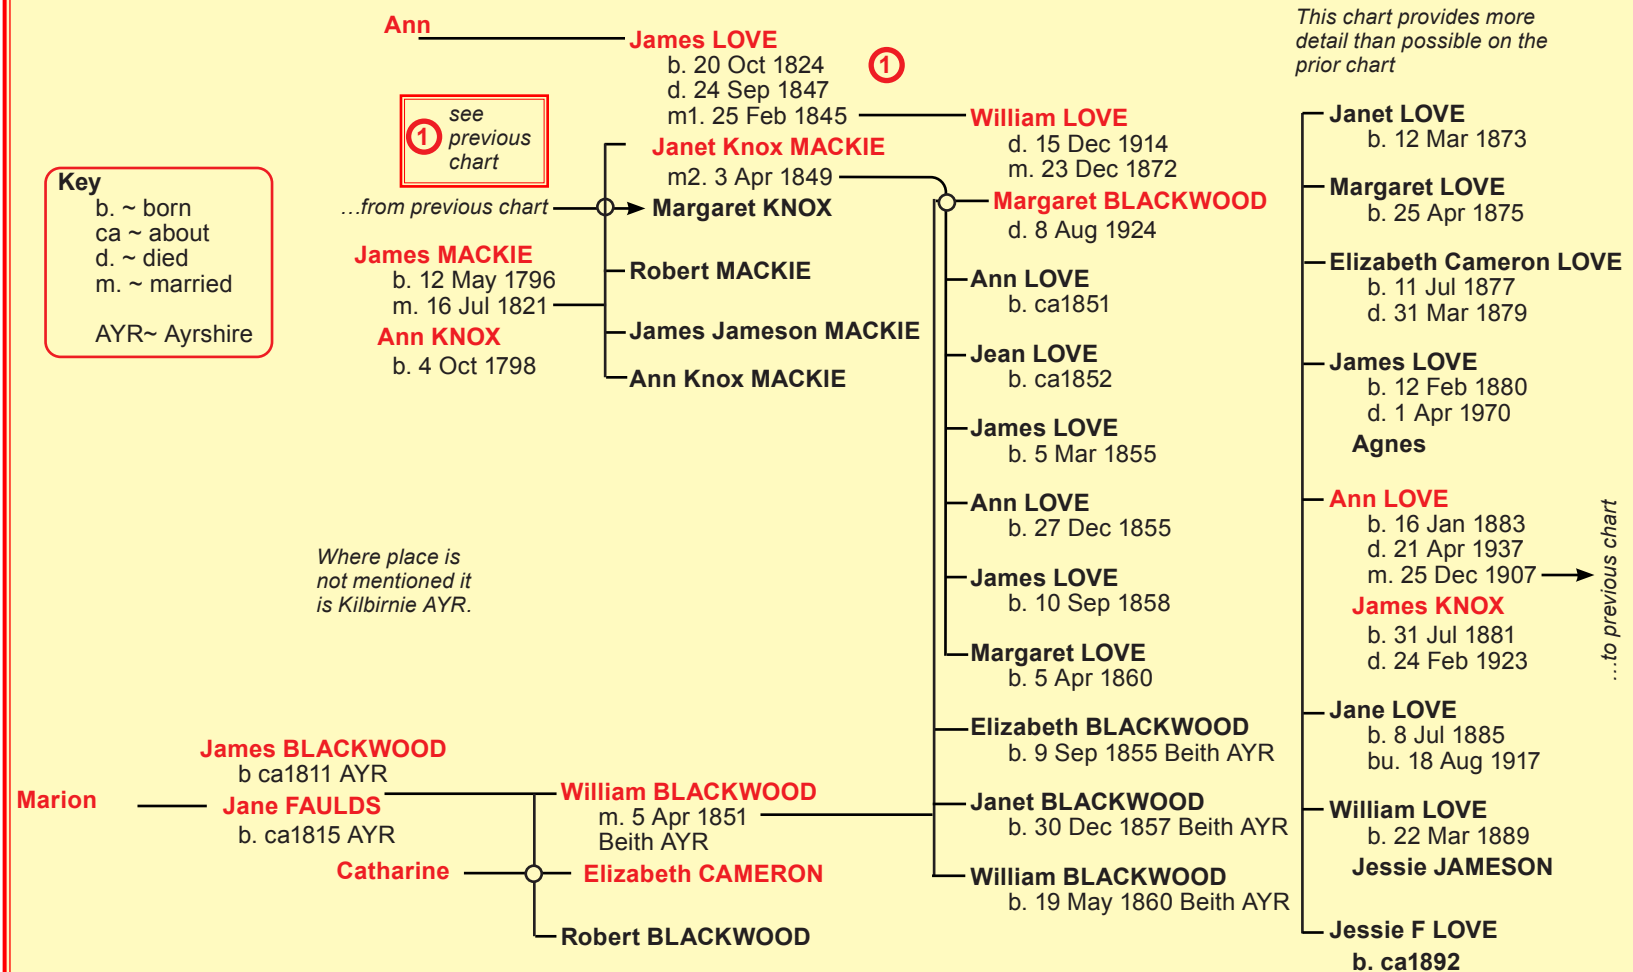 Ann
James LOVE
b. 20 Oct 1824
d. 24 Sep 1847
m1. 25 Feb 1845
1
see
previous
chart
1
Janet Knox MACKIE
m2. 3 Apr 1849
…from previous chart
Margaret KNOX
Key
b. ~ born
ca ~ about
d. ~ died
m. ~ married
AYR~ Ayrshire
James MACKIE
b. 12 May 1796
m. 16 Jul 1821
Ann KNOX
b. 4 Oct 1798
Robert MACKIE
James Jameson MACKIE
Ann Knox MACKIE
Where place is
not mentioned it
is Kilbirnie AYR.
James BLACKWOOD
b ca1811 AYR
Marion
Jane FAULDS
b. ca1815 AYR
Catharine
William BLACKWOOD
m. 5 Apr 1851
Beith AYR
Elizabeth CAMERON
Robert BLACKWOOD
William LOVE
d. 15 Dec 1914
m. 23 Dec 1872
Margaret BLACKWOOD
d. 8 Aug 1924
Ann LOVE
b. ca1851
Jean LOVE
b. ca1852
James LOVE
b. 5 Mar 1855
Ann LOVE
b. 27 Dec 1855
James LOVE
b. 10 Sep 1858
Margaret LOVE
b. 5 Apr 1860
Elizabeth BLACKWOOD
b. 9 Sep 1855 Beith AYR
Janet BLACKWOOD
b. 30 Dec 1857 Beith AYR
William BLACKWOOD
b. 19 May 1860 Beith AYR
This chart provides more
detail than possible on the
prior chart
Janet LOVE
b. 12 Mar 1873
Margaret LOVE
b. 25 Apr 1875
Elizabeth Cameron LOVE
b. 11 Jul 1877
d. 31 Mar 1879
James LOVE
b. 12 Feb 1880
d. 1 Apr 1970
Agnes
Ann LOVE
b. 16 Jan 1883
d. 21 Apr 1937
m. 25 Dec 1907
James KNOX
b. 31 Jul 1881
d. 24 Feb 1923
…to previous chart
Jane LOVE
b. 8 Jul 1885
bu. 18 Aug 1917
William LOVE
b. 22 Mar 1889
Jessie JAMESON
Jessie F LOVE
b. ca1892